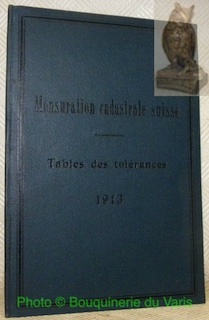 Mensuration cadastrale suisse
Tables des tolérances
1913
Photo © Bouquinerie du Varis